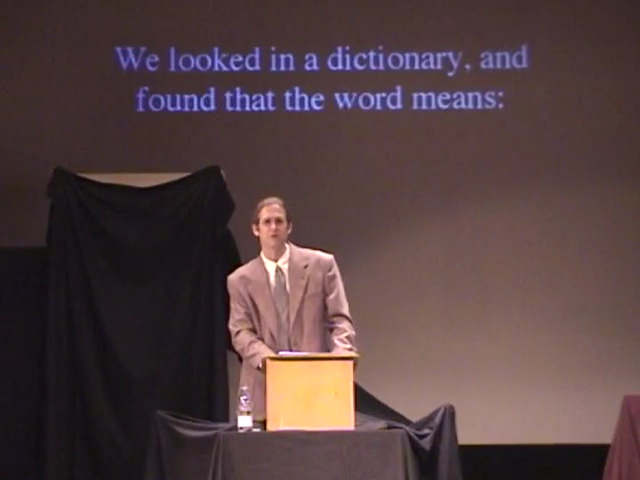 We looked in a dictionary, and
found that the word means: